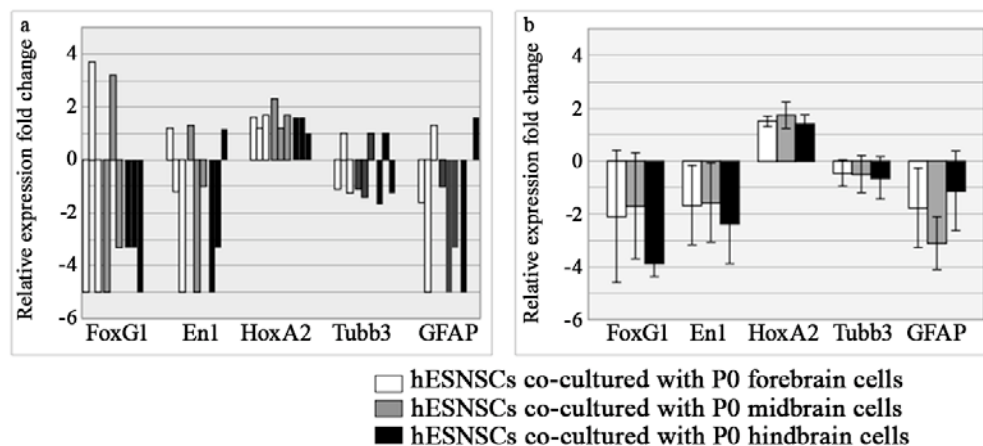 a
Relative expression fold change
4
2
0
-2
-4
-6
FoxG1 En1 HoxA2 Tubb3 GFAP
b
Relative expression fold change
4
2
0
-2
-4
-6
FoxG1 En1 HoxA2 Tubb3 GFAP
hESNSCs co-cultured with P0 forebrain cells
hESNSCs co-cultured with P0 midbrain cells
hESNSCs co-cultured with P0 hindbrain cells